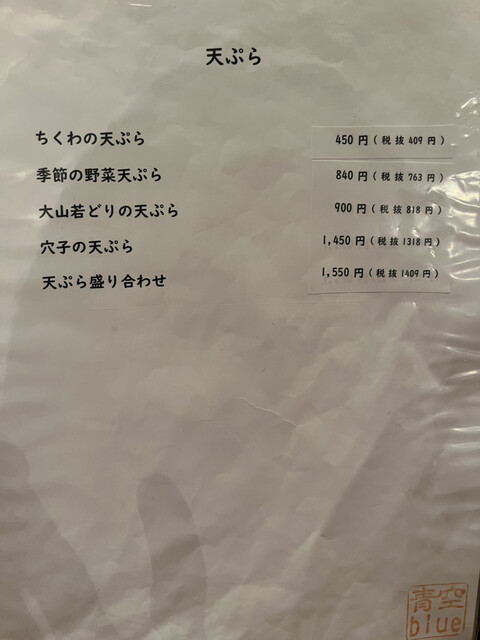 天ぷら
ちくわの天ぷら 450円(税抜409円)
季節の野菜天ぷら 840円(税抜763円)
大山若どりの天ぷら 900円(税抜818円)
穴子の天ぷら 1,450円(税抜1318円)
天ぷら盛り合わせ 1,550円(税抜1409円)
青空
blue